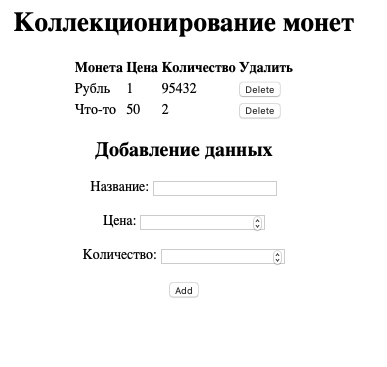 Коллекционирование монет
Монета Цена Количество Удалить
Рубль 1 95432 Delete
Что-то 50 2 Delete
Добавление данных
Название:
Цена:
Количество:
Add